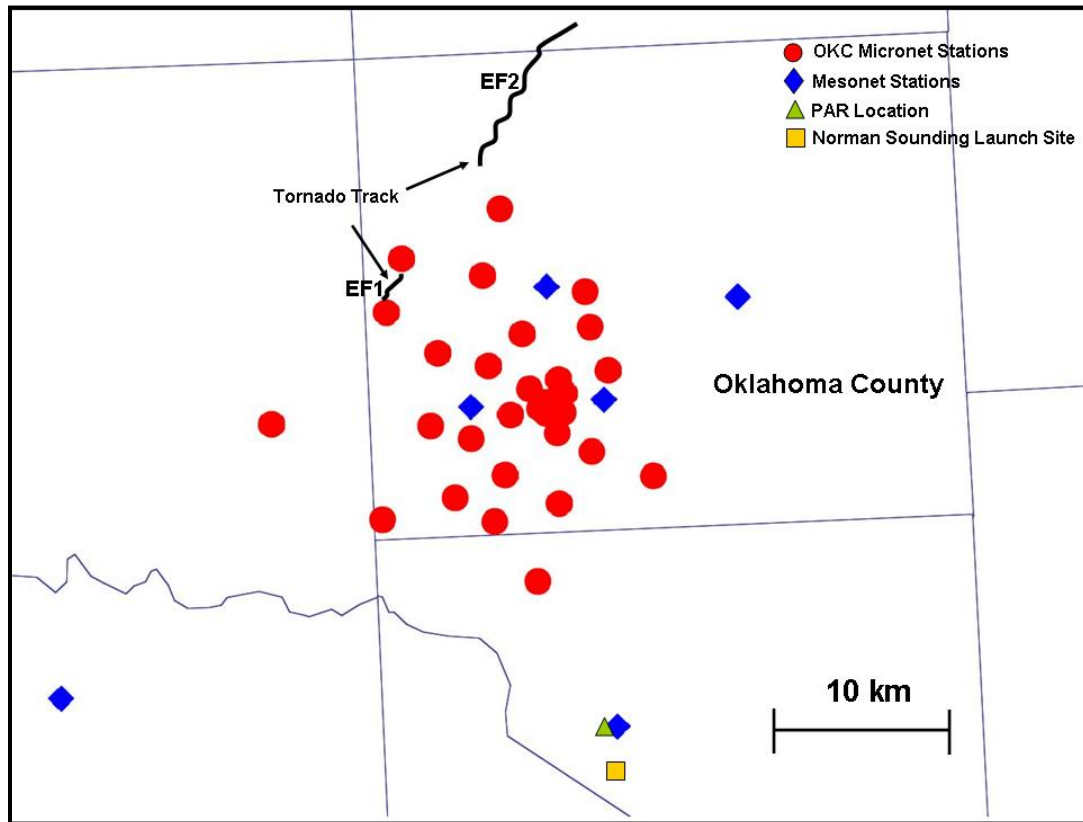 EF2
OKC Micronet Stations
Mesonet Stations
PAR Location
Norman Sounding Launch Site
Tornado Track
EF1
Oklahoma County
10 km